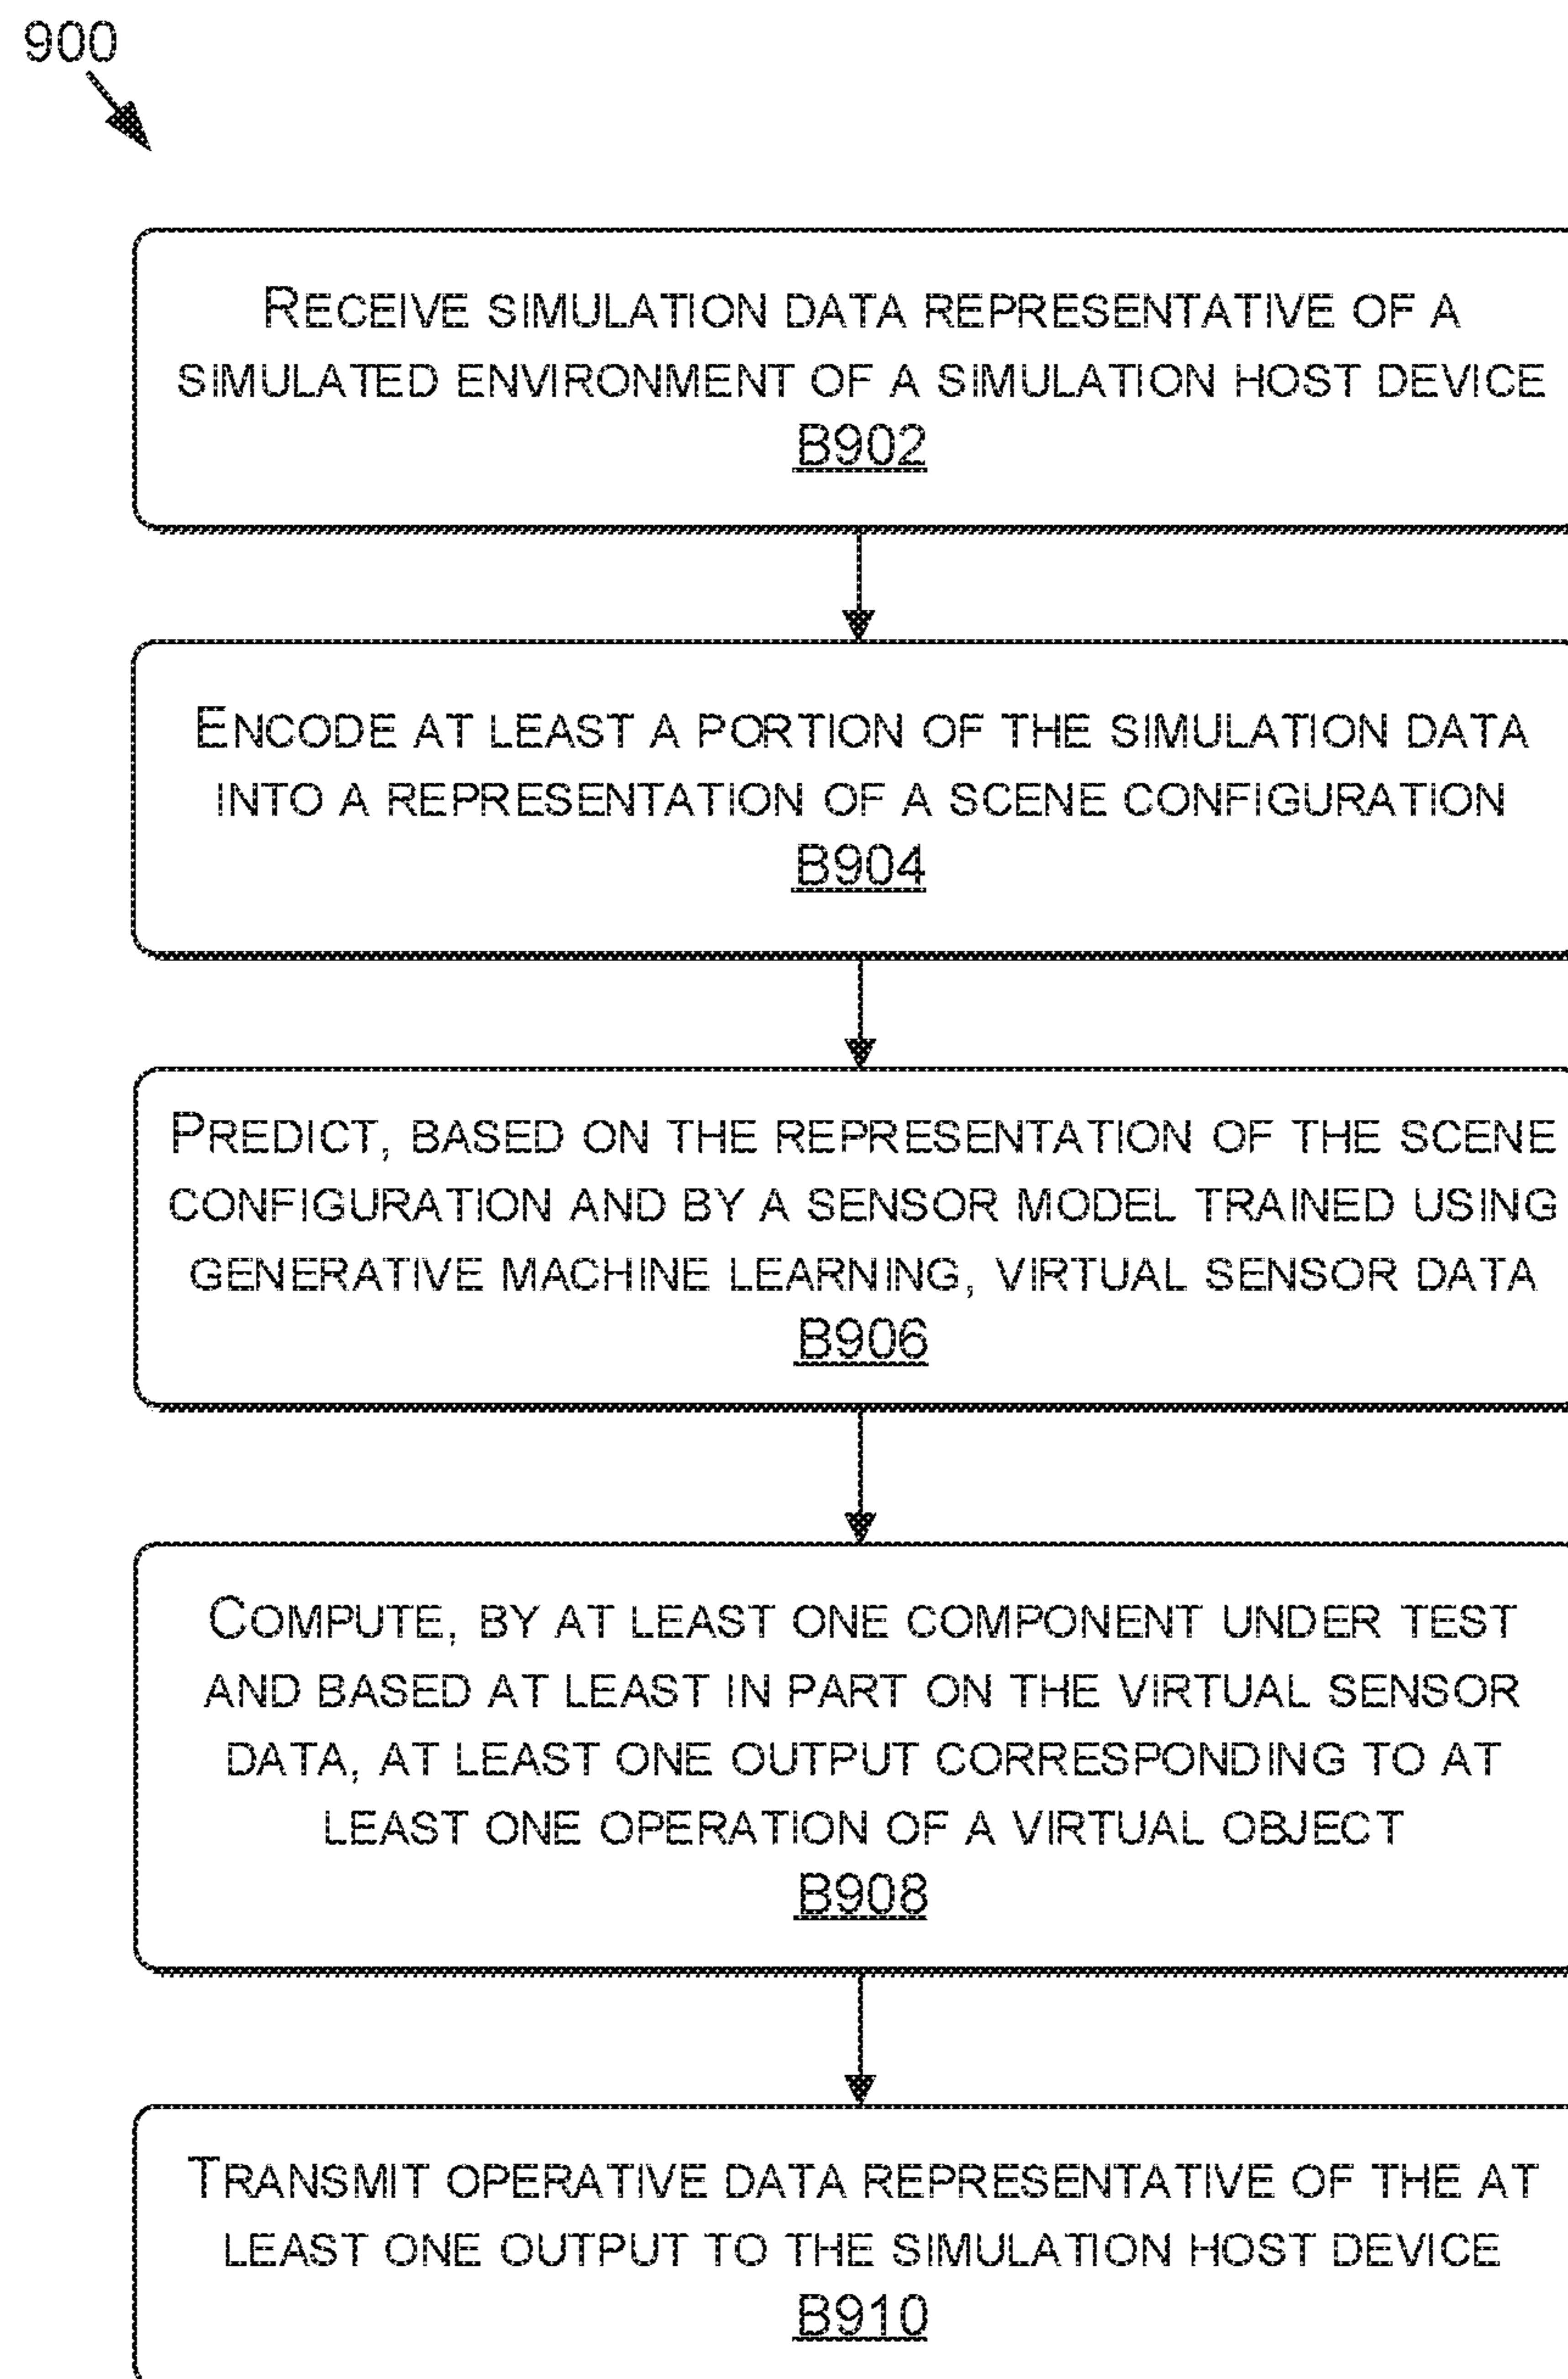 900
RECEIVE SIMULATION DATA REPRESENTATIVE OF A
SIMULATED ENVIRONMENT OF A SIMULATION HOST DEVICE
B902
ENCODE AT LEAST A PORTION OF THE SIMULATION DATA
INTO A REPRESENTATION OF A SCENE CONFIGURATION
B904
PREDICT, BASED ON THE REPRESENTATION OF THE SCENE
CONFIGURATION AND BY A SENSOR MODEL TRAINED USING
GENERATIVE MACHINE LEARNING, VIRTUAL SENSOR DATA
B906
COMPUTE, BY AT LEAST ONE COMPONENT UNDER TEST
AND BASED AT LEAST IN PART ON THE VIRTUAL SENSOR
DATA, AT LEAST ONE OUTPUT CORRESPONDING TO AT
LEAST ONE OPERATION OF A VIRTUAL OBJECT
B908
TRANSMIT OPERATIVE DATA REPRESENTATIVE OF THE AT
LEAST ONE OUTPUT TO THE SIMULATION HOST DEVICE
B910